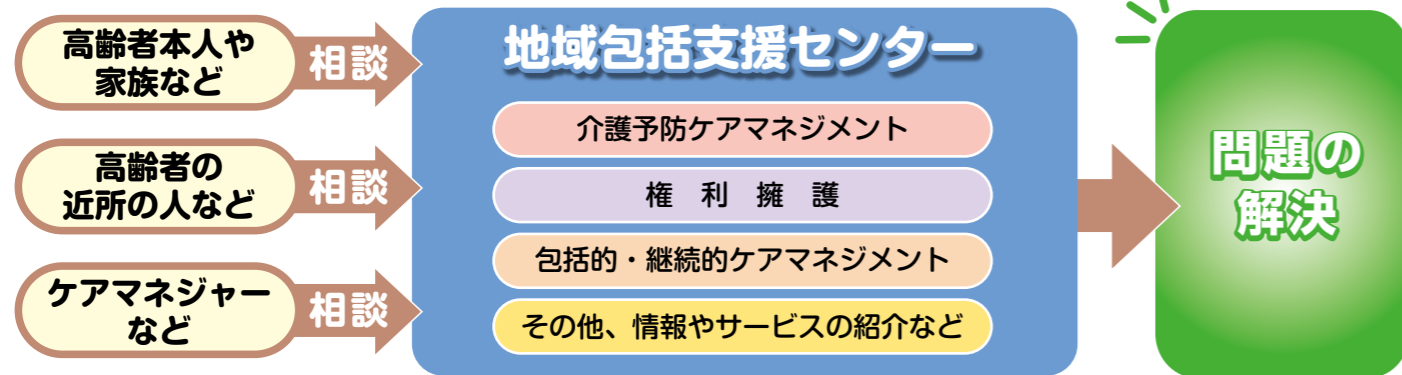 高齢者本人や
家族など
相談
高齢者の
近所の人など
相談
ケアマネジャー
など
相談
地域包括支援センター
介護予防ケアマネジメント
権 利 擁 護
包括的・継続的ケアマネジメント
その他、情報やサービスの紹介など
問題の
解決